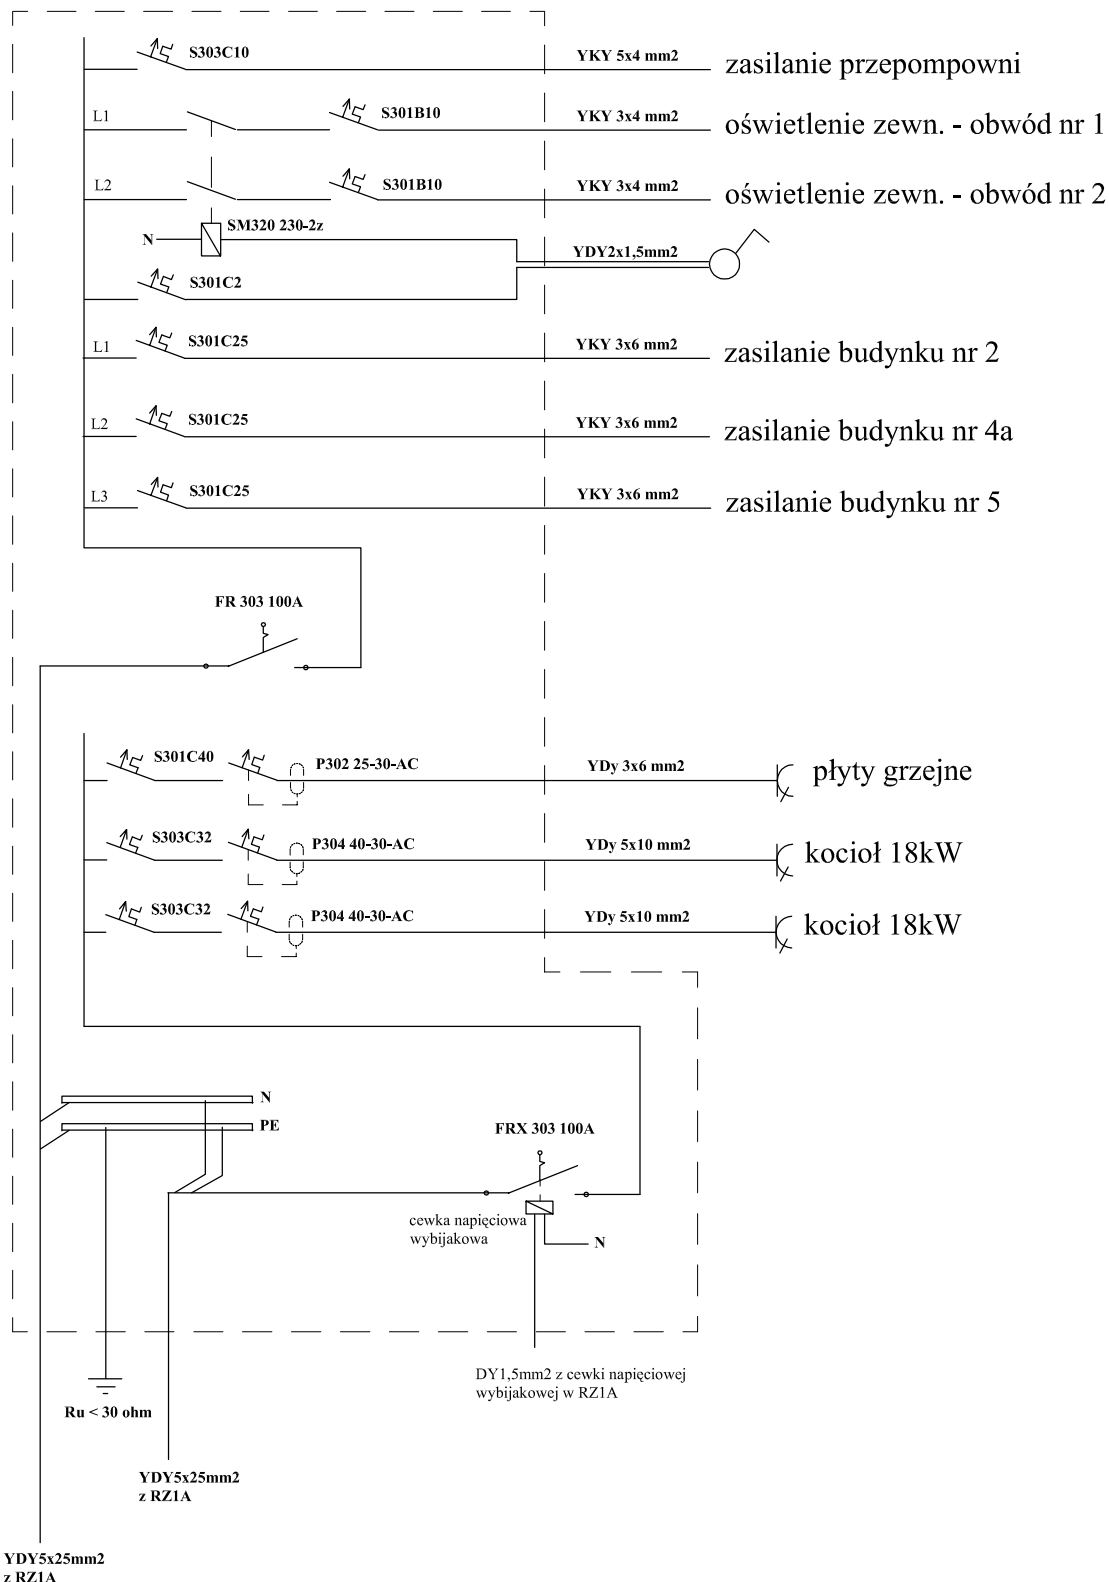 S303C10
YKY 5x4 mm2
zasilanie przepompowni
L1
S301B10
YKY 3x4 mm2
oświetlenie zewn. - obwód nr 1
L2
S301B10
YKY 3x4 mm2
oświetlenie zewn. - obwód nr 2
SM320 230-2z
N
YDY2x1,5mm2
S301C2
L1
S301C25
YKY 3x6 mm2
zasilanie budynku nr 2
L2
S301C25
YKY 3x6 mm2
zasilanie budynku nr 4a
L3
S301C25
YKY 3x6 mm2
zasilanie budynku nr 5
FR 303 100A
S301C40
P302 25-30-AC
YDy 3x6 mm2
płyty grzejne
S303C32
P304 40-30-AC
YDy 5x10 mm2
kocioł 18kW
S303C32
P304 40-30-AC
YDy 5x10 mm2
kocioł 18kW
N
PE
FRX 303 100A
cewka napięciowa
wybijakowa
N
DY1,5mm2 z cewki napięciowej
wybijakowej w RZ1A
Ru < 30 ohm
YDY5x25mm2
z RZ1A
YDY5x25mm2
z RZ1A